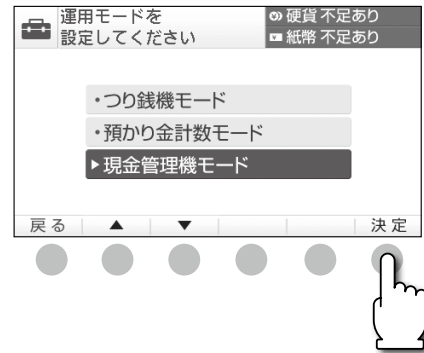 運用モードを
設定してください
硬貨 不足あり
紙幣 不足あり
・つり銭機モード
・預かり金計数モード
▶現金管理機モード
戻る ▲ ▼ 決定